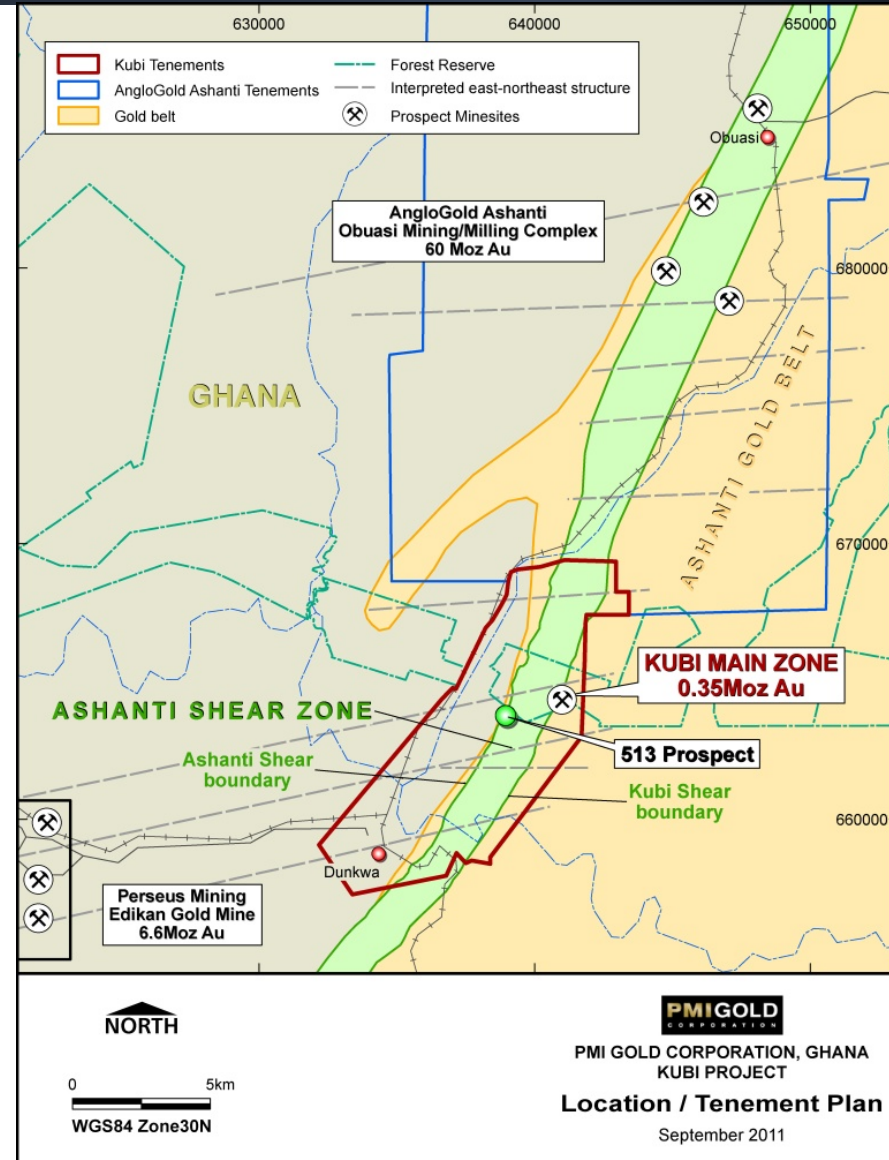 630000
640000
650000
Kubi Tenements
AngloGold Ashanti Tenements
Gold belt
Forest Reserve
Interpreted east-northeast structure
Prospect Minesites
Obuasi
AngloGold Ashanti
Obuasi Mining/Milling Complex
60 Moz Au
680000
GHANA
ASHANTI GOLD BELT
670000
KUBI MAIN ZONE
0.35Moz Au
ASHANTI SHEAR ZONE
513 Prospect
Ashanti Shear
boundary
Kubi Shear
boundary
660000
Dunkwa
Perseus Mining
Edikan Gold Mine
6.6Moz Au
NORTH
0 5km
WGS84 Zone30N
PMIGOLD
CORPORATION
PMI GOLD CORPORATION, GHANA
KUBI PROJECT
Location / Tenement Plan
September 2011